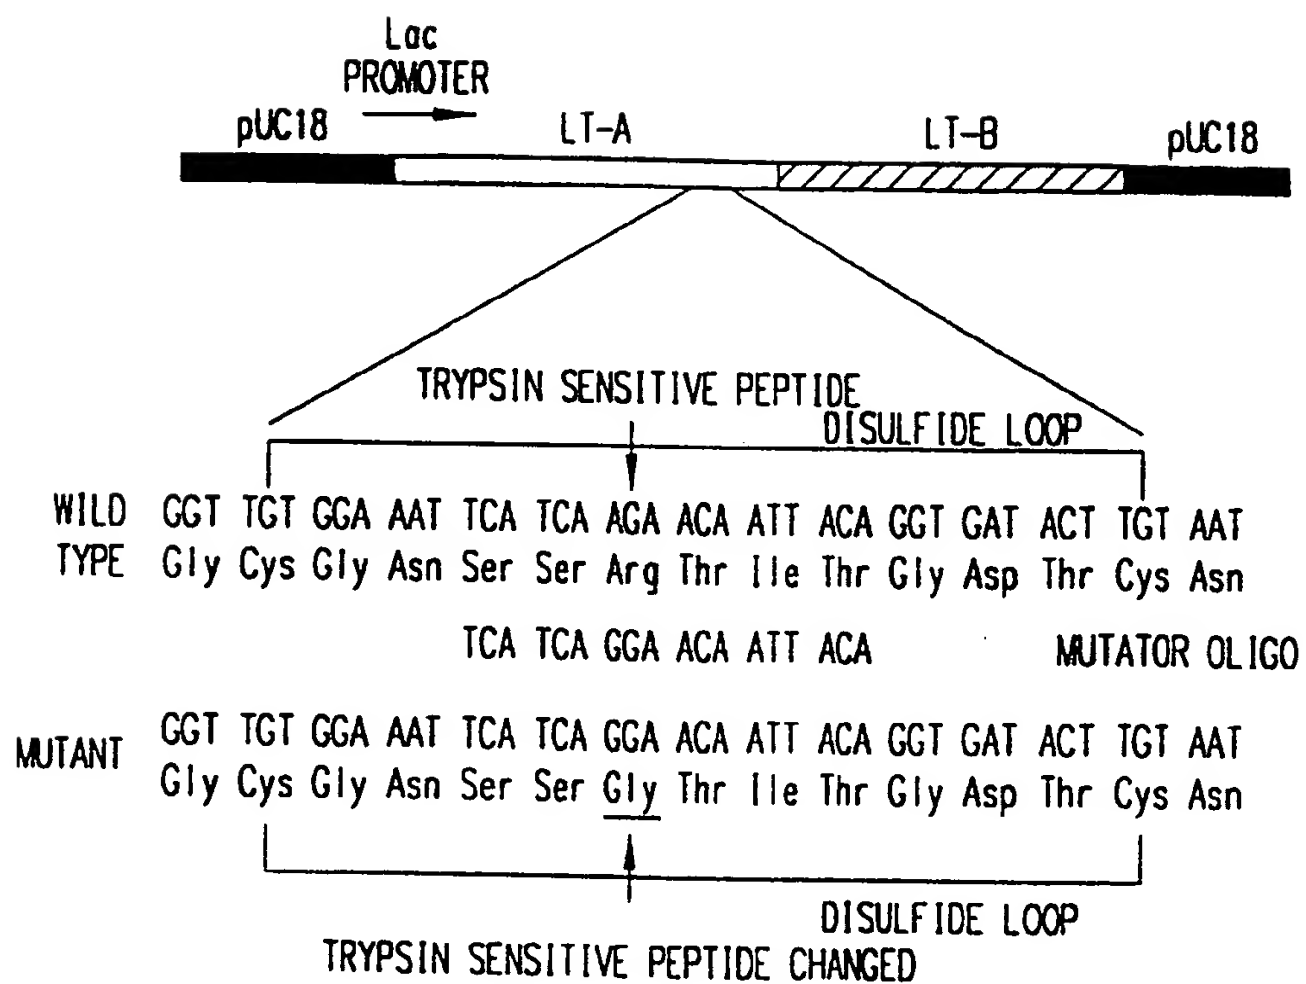 Lac
PROMOTER
pUC18 LT-A LT-B pUC18
TRYPSIN SENSITIVE PEPTIDE
DISULFIDE LOOP
WILD GGT TGT GGA AAT TCA TCA AGA ACA ATT ACA GGT GAT ACT TGT AAT
TYPE Gly Cys Gly Asn Ser Ser Arg Thr Ile Thr Gly Asp Thr Cys Asn
TCA TCA GGA ACA ATT ACA MUTATOR OLIGO
GGT TGT GGA AAT TCA TCA GGA ACA ATT ACA GGT GAT ACT TGT AAT
MUTANT
Gly Cys Gly Asn Ser Ser Gly Thr Ile Thr Gly Asp Thr Cys Asn
DISULFIDE LOOP
TRYPSIN SENSITIVE PEPTIDE CHANGED